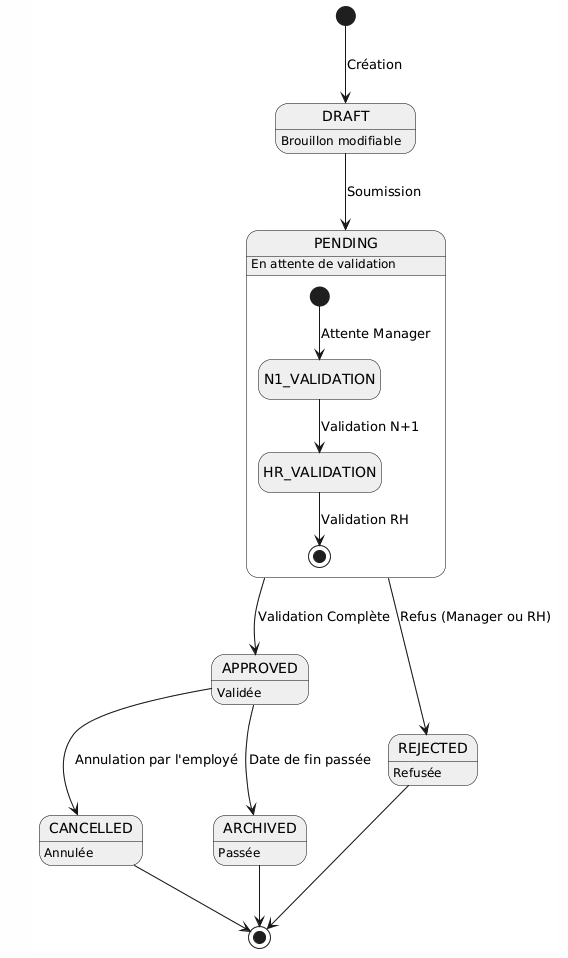 Création
DRAFT
Brouillon modifiable
Soumission
PENDING
En attente de validation
Attente Manager
N1_VALIDATION
Validation N+1
HR_VALIDATION
Validation RH
Validation Complète
Refus (Manager ou RH)
APPROVED
Validée
REJECTED
Refusée
Annulation par l'employé
Date de fin passée
CANCELLED
Annulée
ARCHIVED
Passée